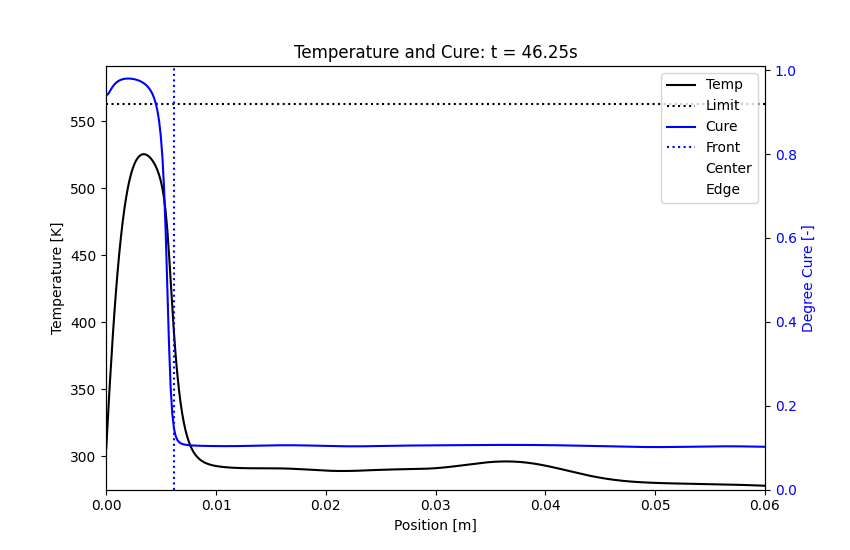 Temperature and Cure: t = 46.25s
Temp
Limit
Cure
Front
Center
Edge
Temperature [K]
550
500
450
400
350
300
Degree Cure [-]
1.0
0.8
0.6
0.4
0.2
0.0
0.00 0.01 0.02 0.03 0.04 0.05 0.06
Position [m]